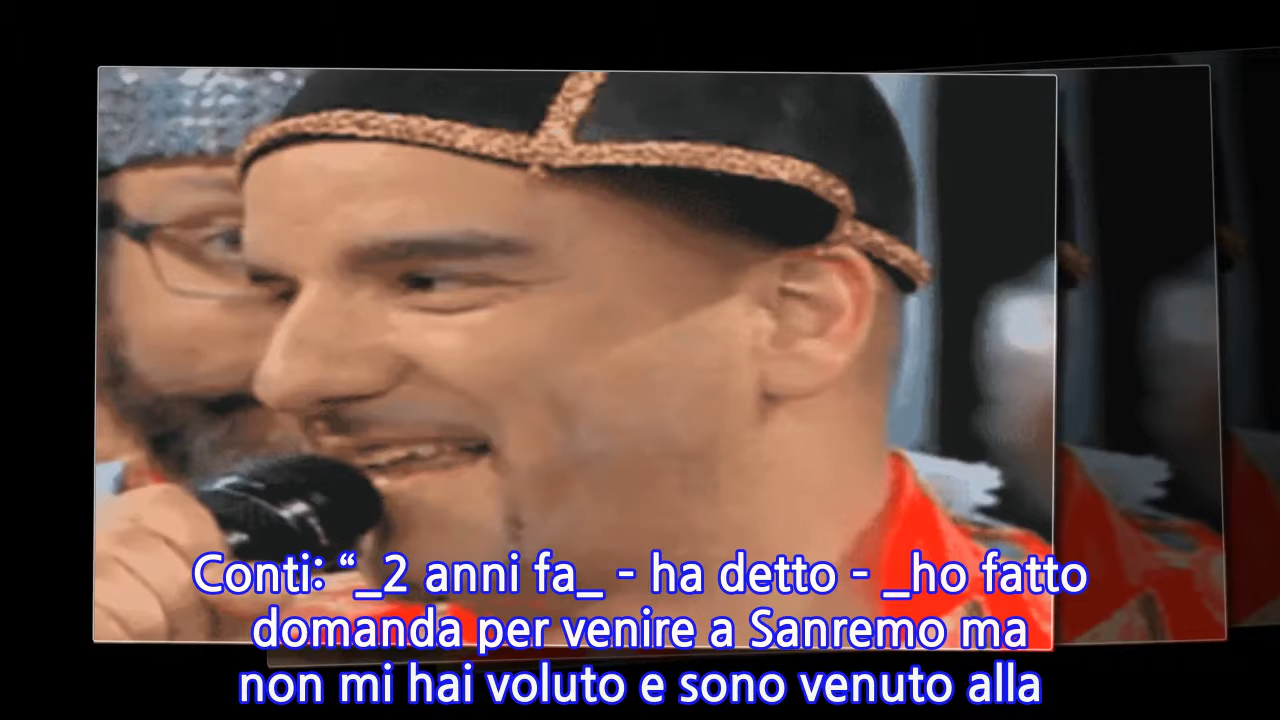 Conti: “_2 anni fa_ - ha detto - _ho fatto
domanda per venire a Sanremo ma
non mi hai voluto e sono venuto alla